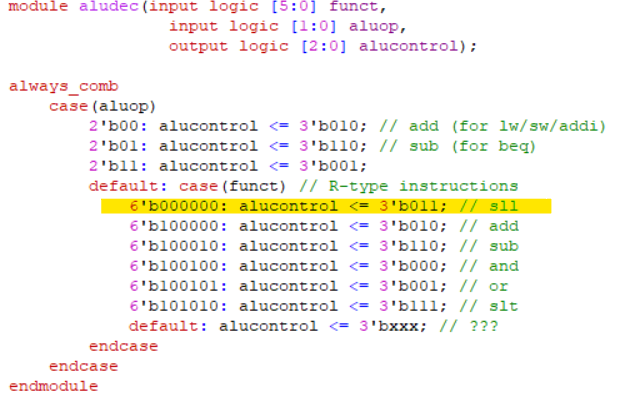 module aludec(input logic [5:0] funct,
input logic [1:0] aluop,
output logic [2:0] alucontrol);
always_comb
case(aluop)
2'b00: alucontrol <= 3'b010; // add (for lw/sw/addi)
2'b01: alucontrol <= 3'b110; // sub (for beq)
2'b11: alucontrol <= 3'b001;
default: case(funct) // R-type instructions
6'b000000: alucontrol <= 3'b011; // sll
6'b100000: alucontrol <= 3'b010; // add
6'b100010: alucontrol <= 3'b110; // sub
6'b100100: alucontrol <= 3'b000; // and
6'b100101: alucontrol <= 3'b001; // or
6'b101010: alucontrol <= 3'b111; // slt
default: alucontrol <= 3'bxxx; // ???
endcase
endcase
endmodule